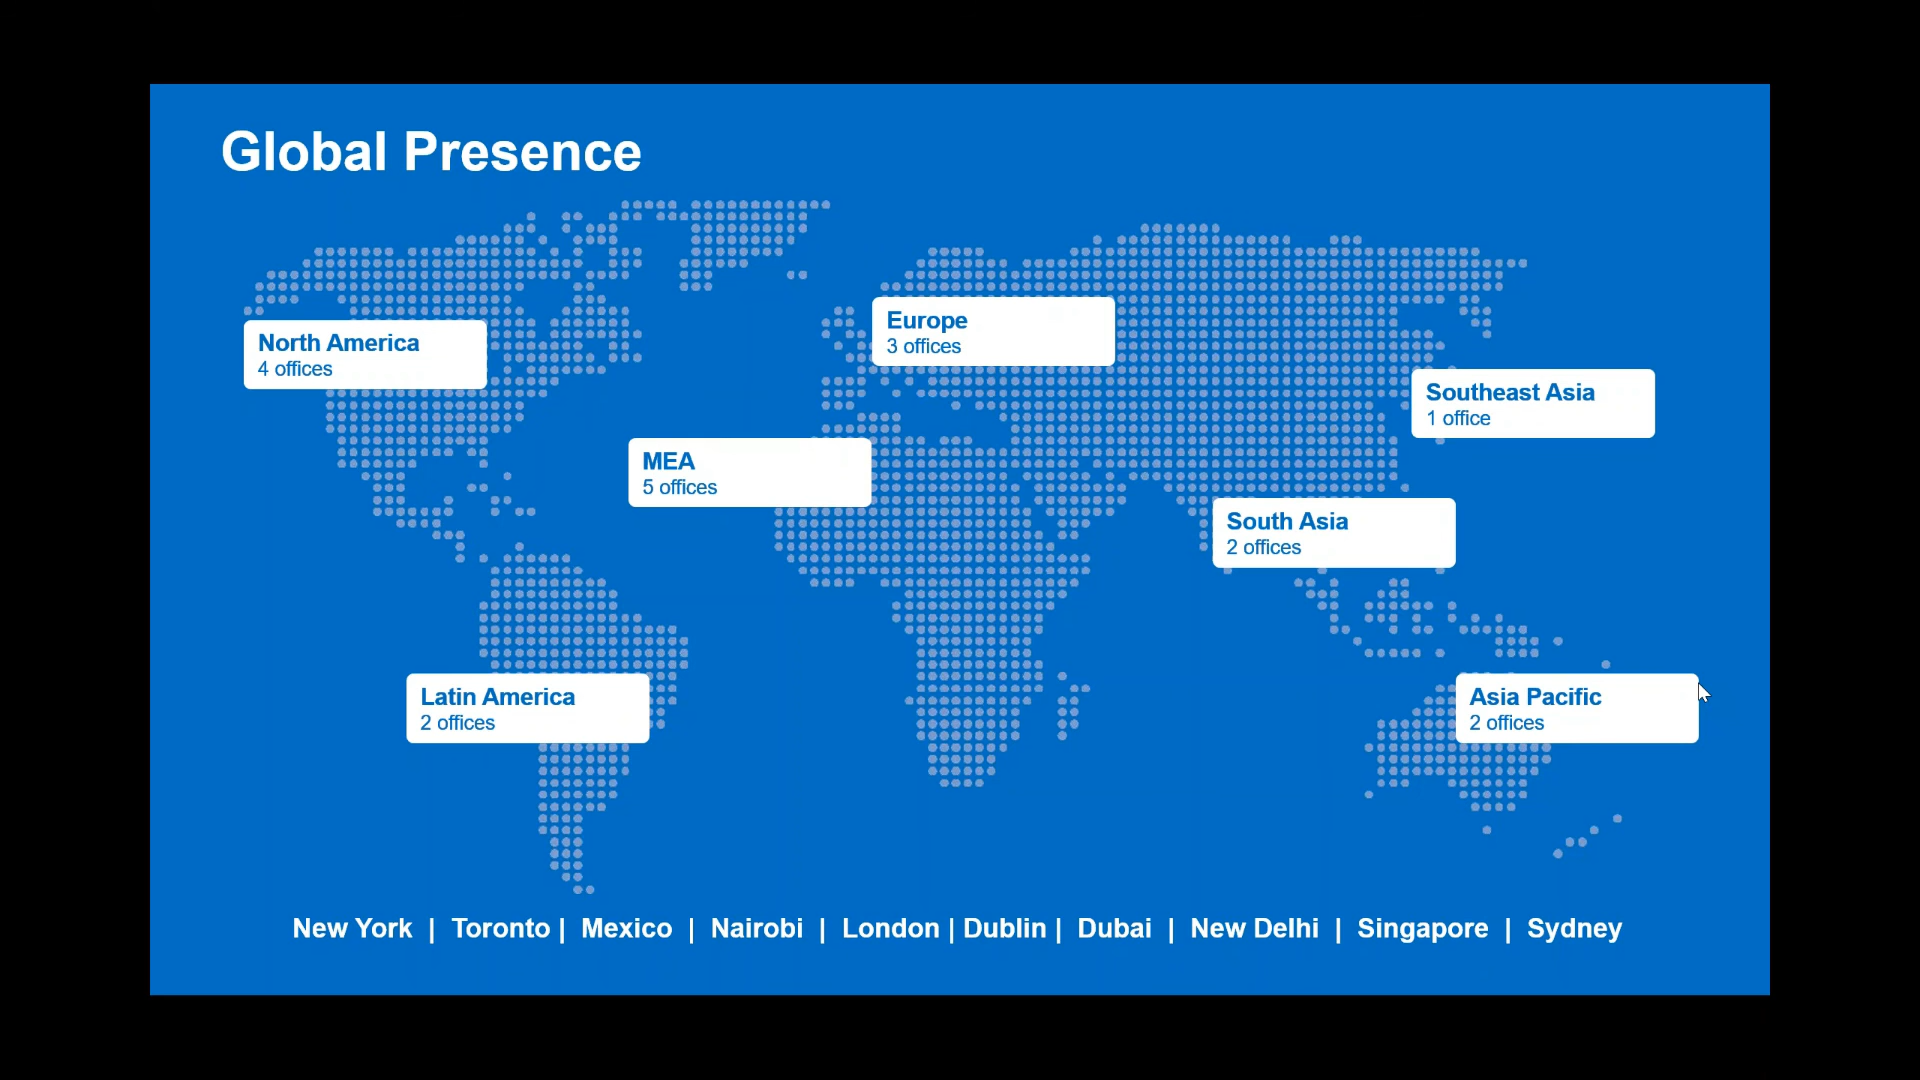 Global Presence
North America
4 offices
Europe
3 offices
Southeast Asia
1 office
MEA
5 offices
South Asia
2 offices
Latin America
2 offices
Asia Pacific
2 offices
New York | Toronto | Mexico | Nairobi | London | Dublin | Dubai | New Delhi | Singapore | Sydney